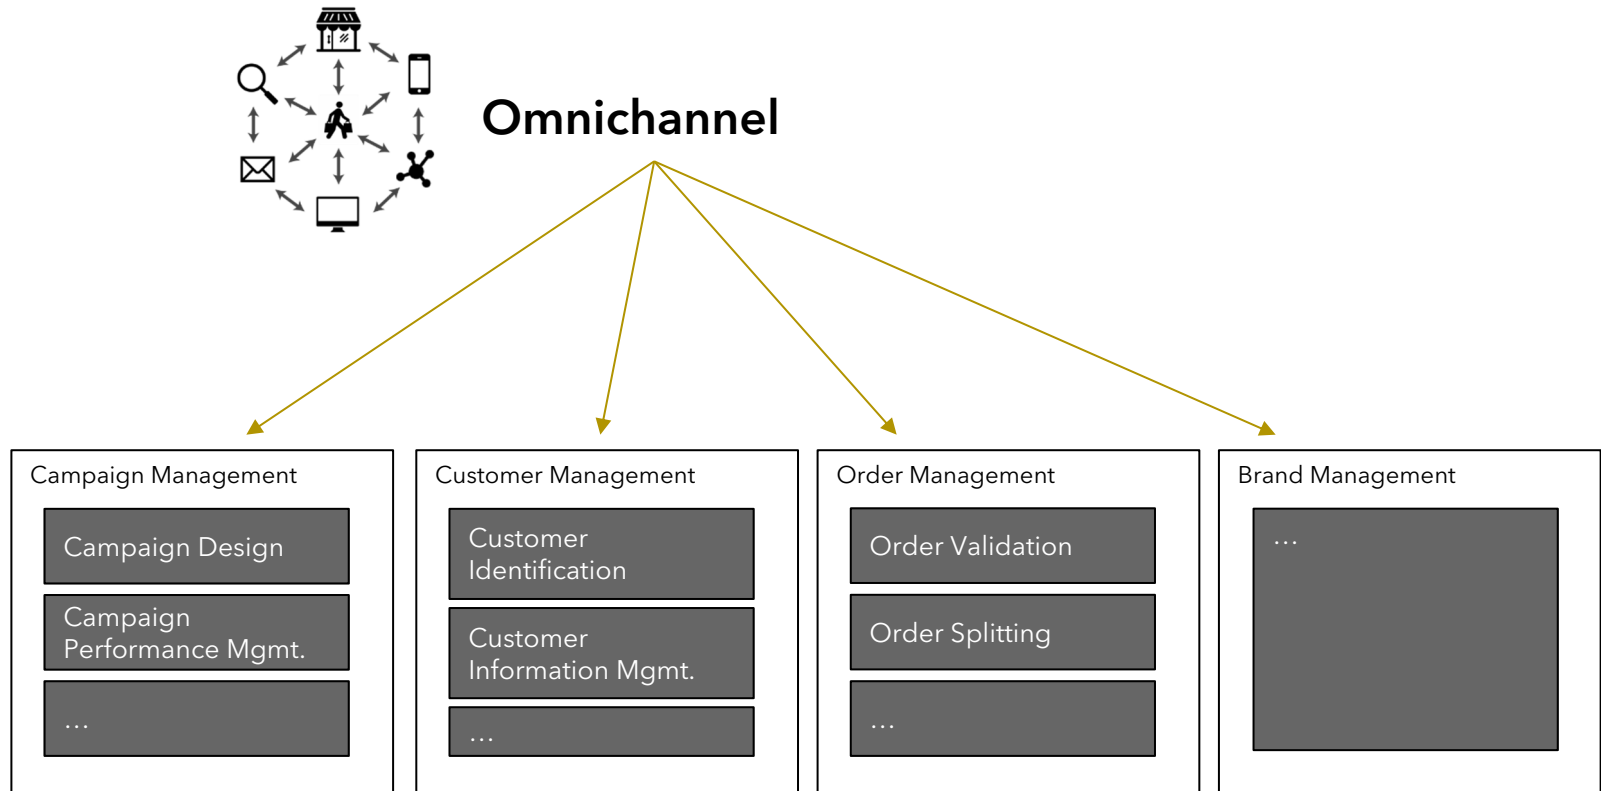 Omnichannel
Campaign Management
Campaign Design
Campaign
Performance Mgmt.
…
Customer Management
Customer
Identification
Customer
Information Mgmt.
…
Order Management
Order Validation
Order Splitting
…
Brand Management
…